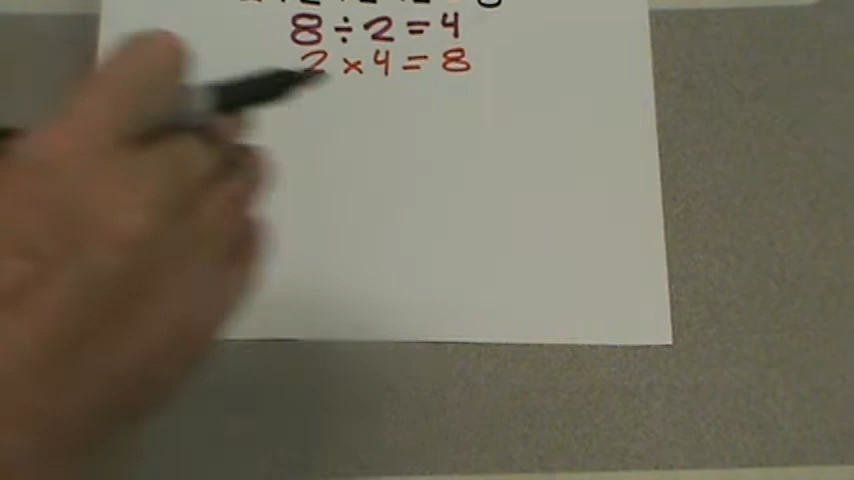 8 ÷ 2 = 4
2 × 4 = 8